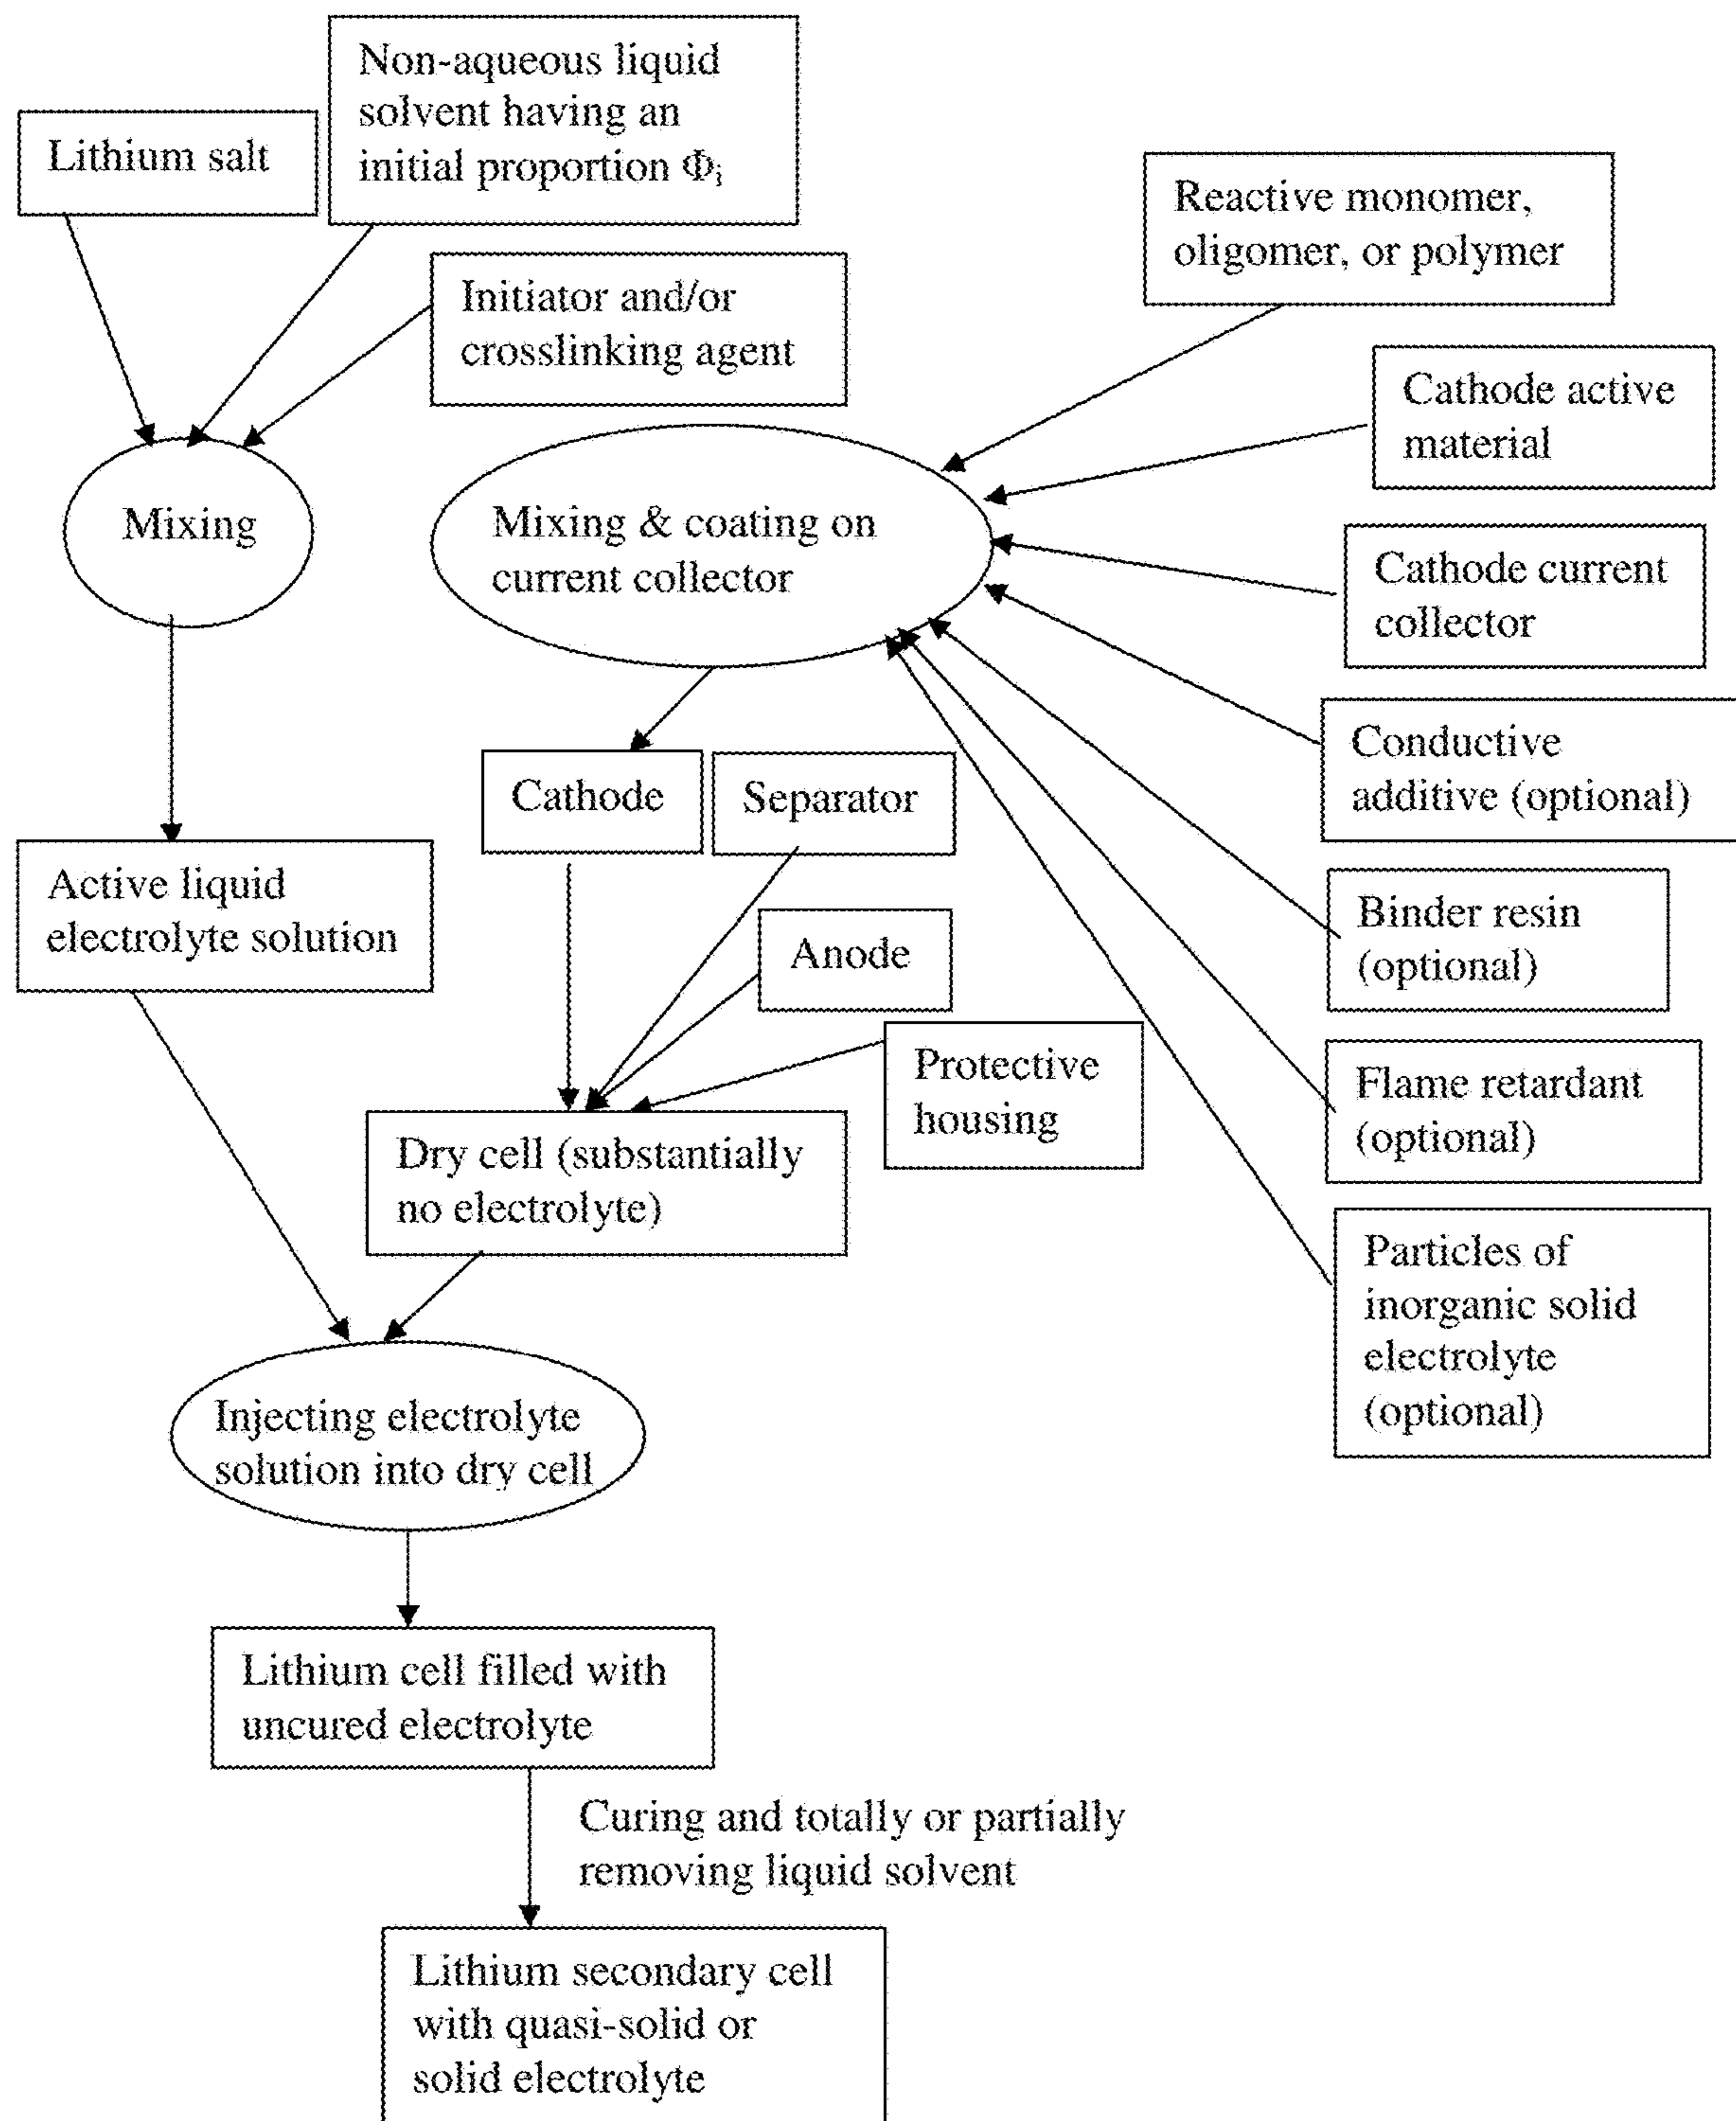 Non-aqueous liquid
solvent having an
initial proportion Φᵢ
Lithium salt
Initiator and/or
crosslinking agent
Reactive monomer,
oligomer, or polymer
Cathode active
material
Mixing
Mixing & coating on
current collector
Cathode current
collector
Conductive
additive (optional)
Cathode
Separator
Active liquid
electrolyte solution
Anode
Binder resin
(optional)
Protective
housing
Flame retardant
(optional)
Dry cell (substantially
no electrolyte)
Particles of
inorganic solid
electrolyte
(optional)
Injecting electrolyte
solution into dry cell
Lithium cell filled with
uncured electrolyte
Curing and totally or partially
removing liquid solvent
Lithium secondary cell
with quasi-solid or
solid electrolyte